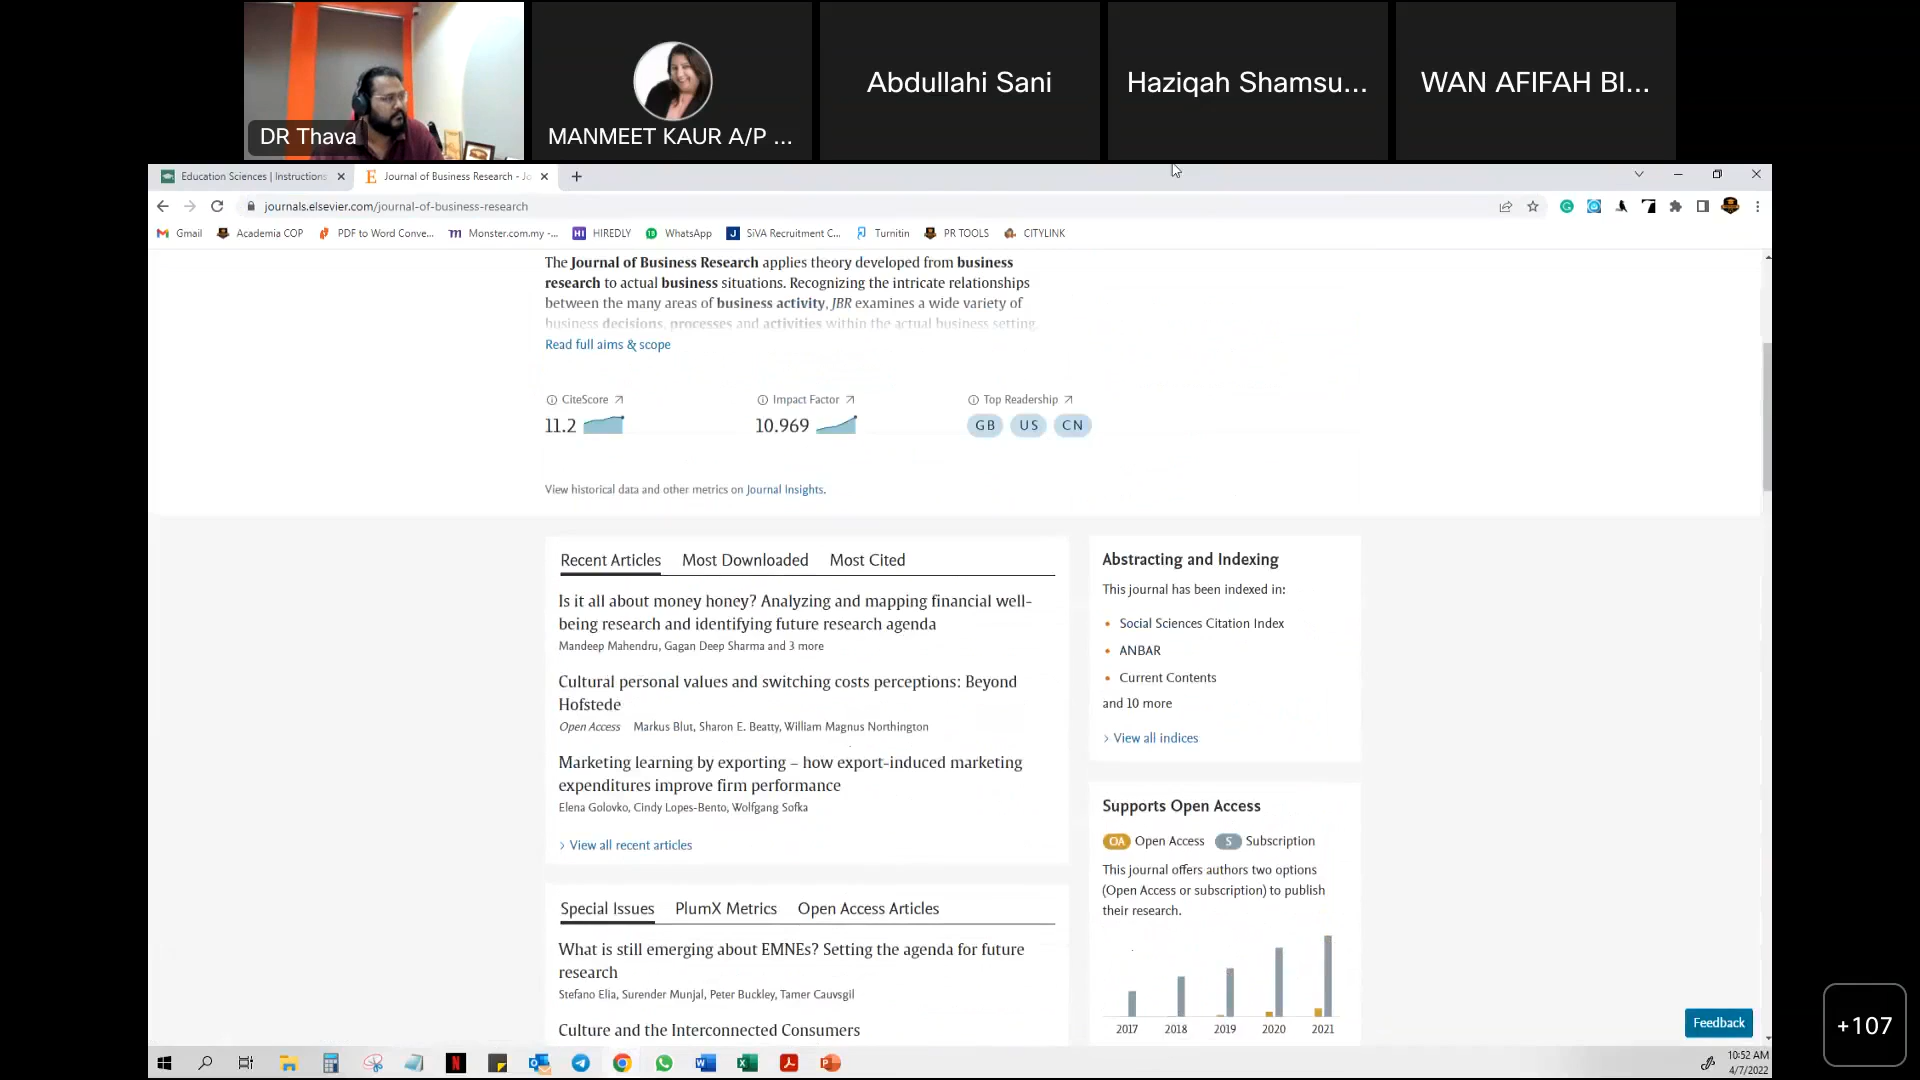 DR Thava
MANMEET KAUR A/P ...
Abdullahi Sani
Haziqah Shamsu...
WAN AFIFAH BI...
Education Sciences | Instructions
Journal of Business Research - Jo
journals.elsevier.com/journal-of-business-research
Gmail
Academia COP
PDF to Word Conve...
Monster.com.my -...
HIREDLY
WhatsApp
SiVA Recruitment C...
Turnitin
PR TOOLS
CITYLINK
The Journal of Business Research applies theory developed from business
research to actual business situations. Recognizing the intricate relationships
between the many areas of business activity, JBR examines a wide variety of
business decisions, processes and activities within the actual business setting.
Read full aims & scope
CiteScore
Impact Factor
Top Readership
11.2
10.969
GB US CN
View historical data and other metrics on Journal Insights.
Recent Articles Most Downloaded Most Cited
Is it all about money honey? Analyzing and mapping financial well-
being research and identifying future research agenda
Mandeep Mahendru, Gagan Deep Sharma and 3 more
Cultural personal values and switching costs perceptions: Beyond
Hofstede
Open Access Markus Blut, Sharon E. Beatty, William Magnus Northington
Marketing learning by exporting – how export-induced marketing
expenditures improve firm performance
Elena Golovko, Cindy Lopes-Bento, Wolfgang Sofka
View all recent articles
Special Issues PlumX Metrics Open Access Articles
What is still emerging about EMNEs? Setting the agenda for future
research
Stefano Elia, Surender Munjal, Peter Buckley, Tamer Cauvsgil
Culture and the Interconnected Consumers
Abstracting and Indexing
This journal has been indexed in:
Social Sciences Citation Index
ANBAR
Current Contents
and 10 more
View all indices
Supports Open Access
OA Open Access S Subscription
This journal offers authors two options
(Open Access or subscription) to publish
their research.
2017 2018 2019 2020 2021
Feedback
+107
10:52 AM
4/7/2022